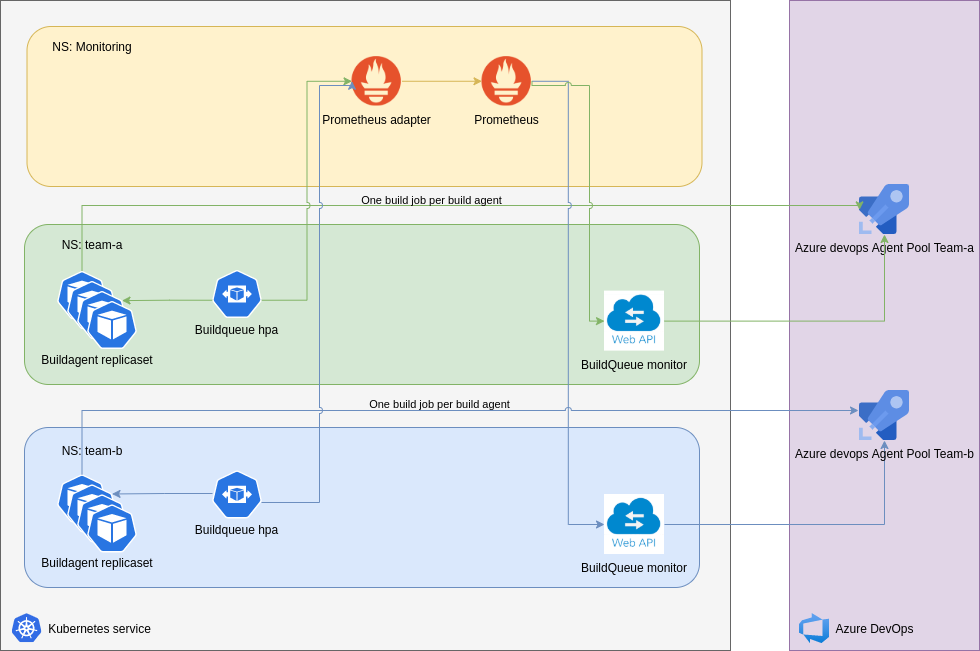 NS: Monitoring
Prometheus adapter
Prometheus
One build job per build agent
NS: team-a
Buildqueue hpa
Buildagent replicaset
Web API
BuildQueue monitor
Azure devops Agent Pool Team-a
One build job per build agent
NS: team-b
Buildqueue hpa
Buildagent replicaset
Web API
BuildQueue monitor
Azure devops Agent Pool Team-b
Kubernetes service
Azure DevOps